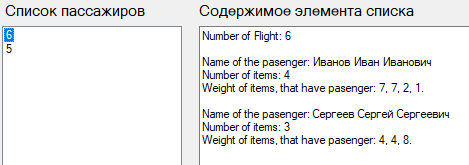 Список пассажиров
Содержимое элемента списка
6
5
Number of Flight: 6
Name of the pasenger: Иванов Иван Иванович
Number of items: 4
Weight of items, that have pasenger: 7, 7, 2, 1.
Name of the pasenger: Сергеев Сергей Сергеевич
Number of items: 3
Weight of items, that have pasenger: 4, 4, 8.